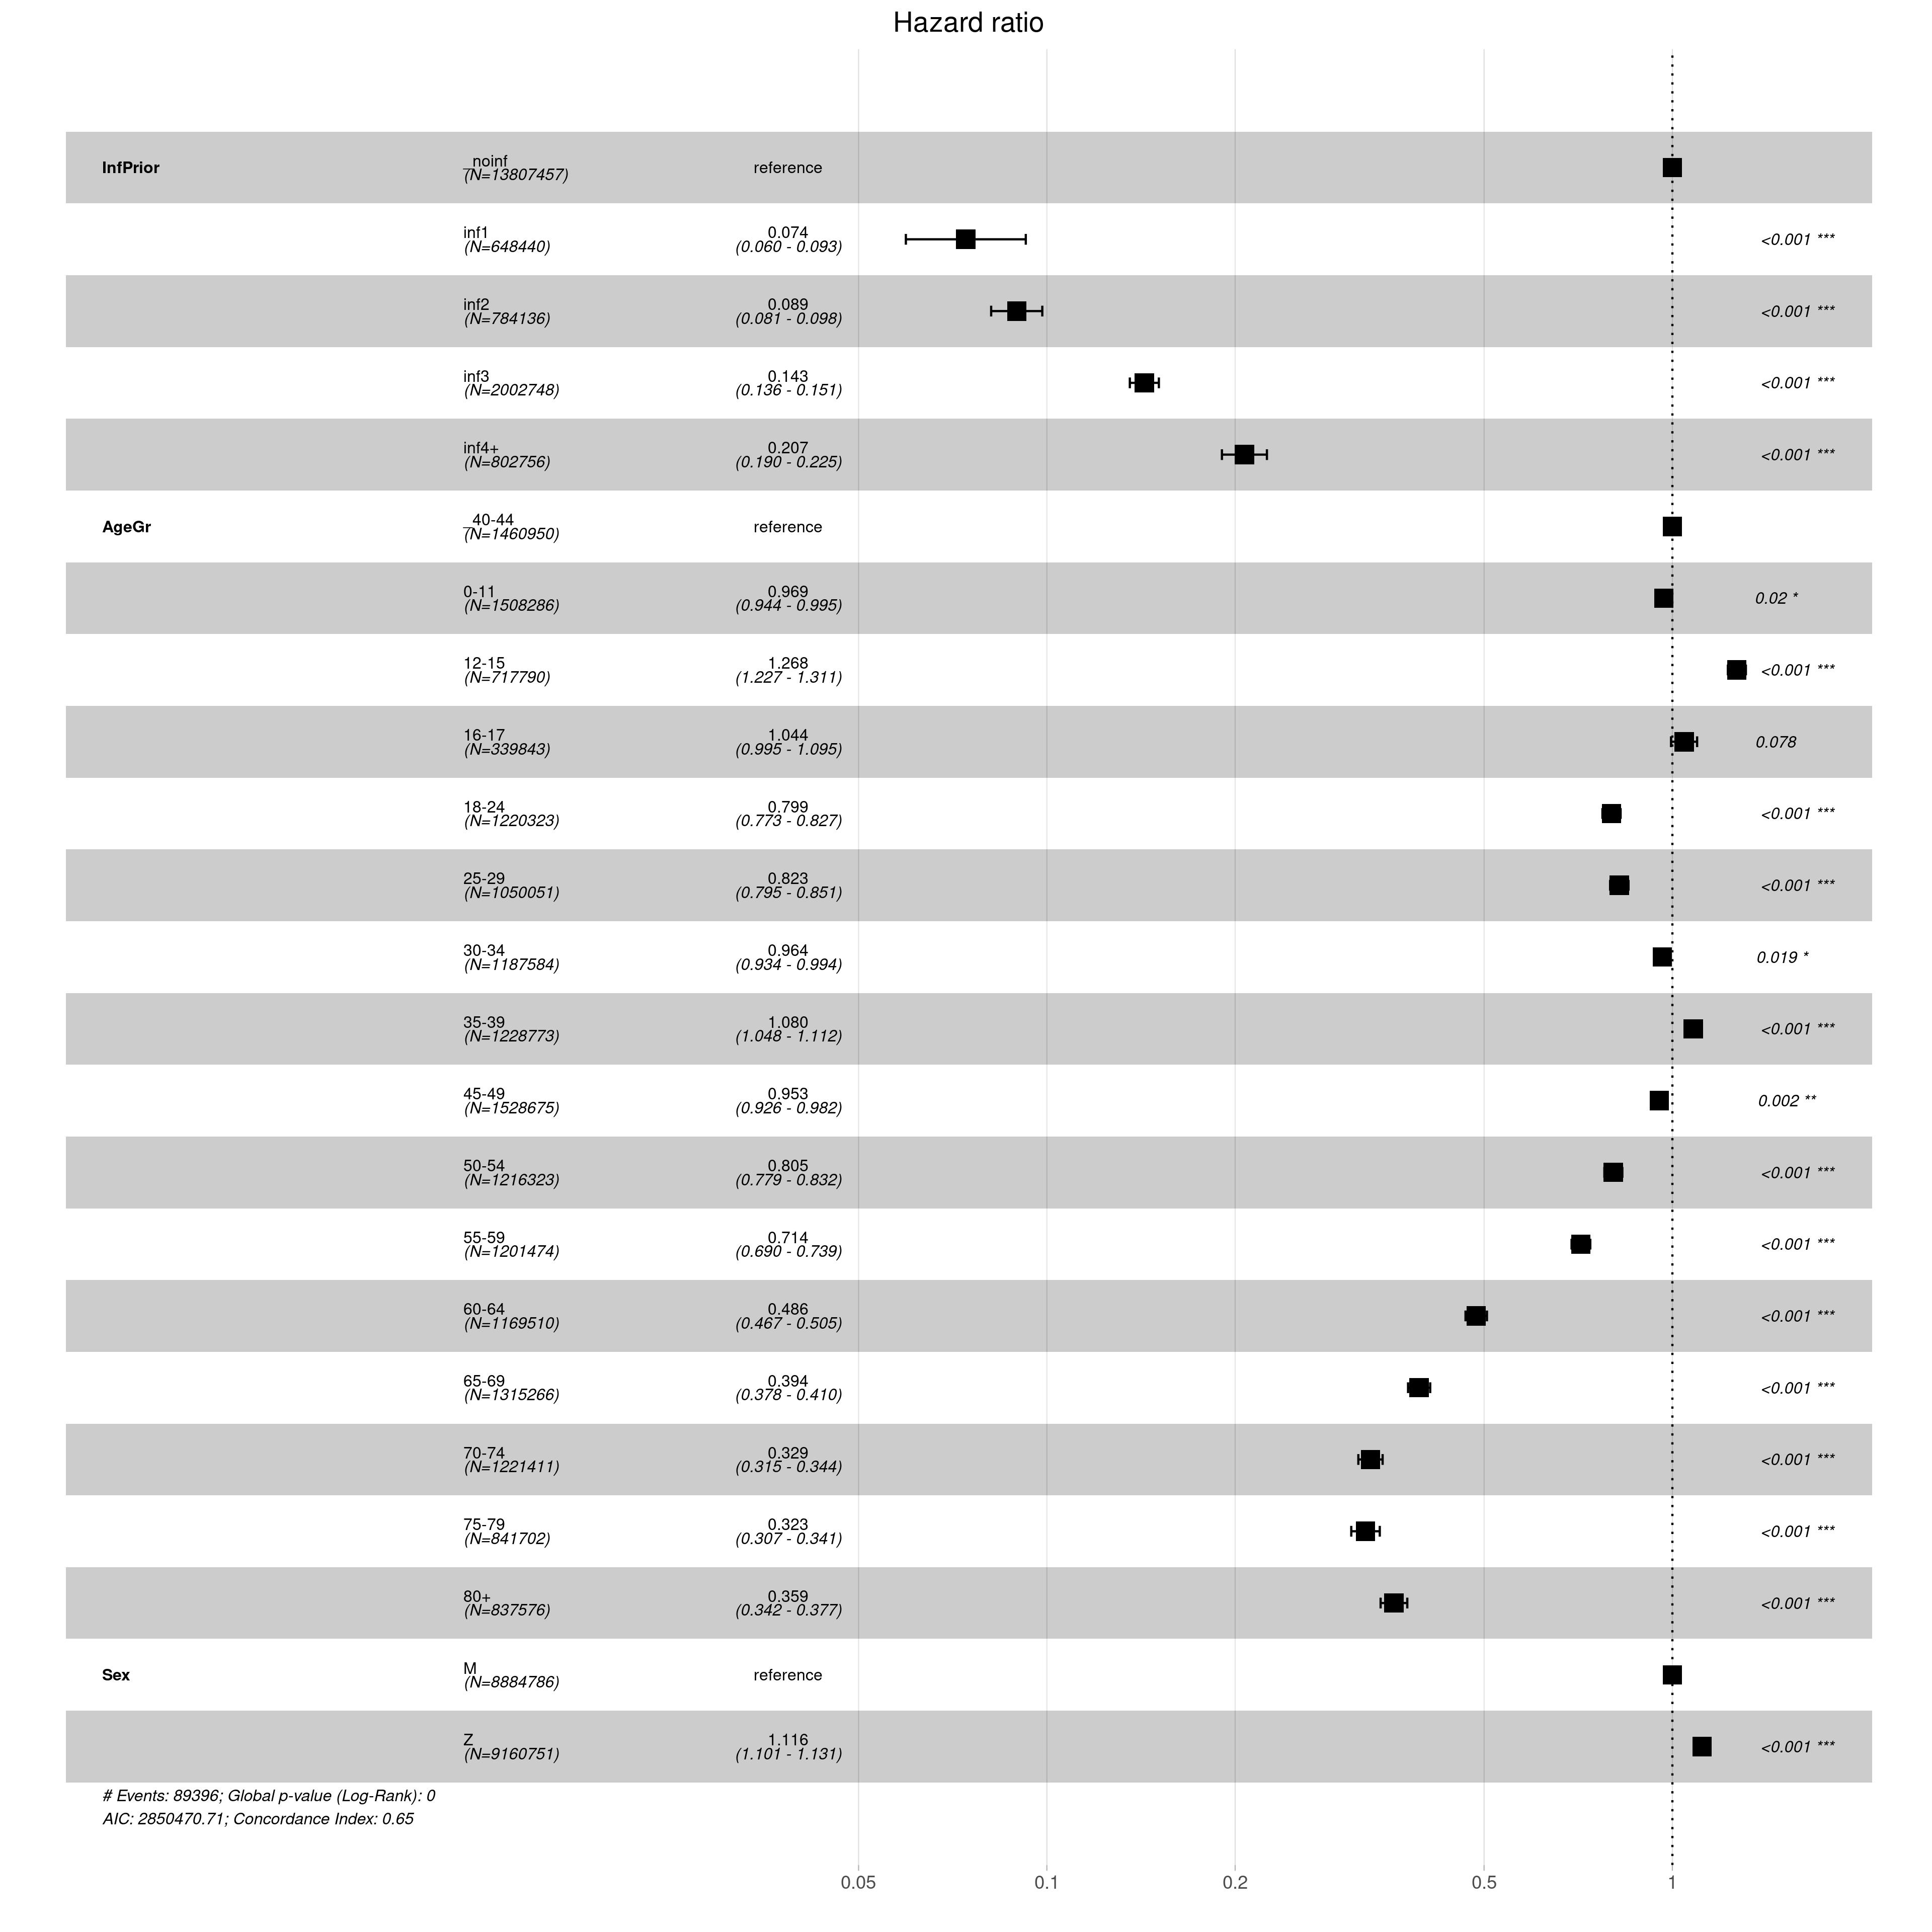 Hazard ratio
InfPrior _noinf reference
(N=13807457)
inf1 0.074
(N=648440) (0.060 - 0.093) <0.001 ***
inf2 0.089
(N=784136) (0.081 - 0.098) <0.001 ***
inf3 0.143
(N=2002748) (0.136 - 0.151) <0.001 ***
inf4+ 0.207
(N=802756) (0.190 - 0.225) <0.001 ***
AgeGr _40-44 reference
(N=1460950)
0-11 0.969
(N=1508286) (0.944 - 0.995) 0.02 *
12-15 1.268
(N=717790) (1.227 - 1.311) <0.001 ***
16-17 1.044
(N=339843) (0.995 - 1.095) 0.078
18-24 0.799
(N=1220323) (0.773 - 0.827) <0.001 ***
25-29 0.823
(N=1050051) (0.795 - 0.851) <0.001 ***
30-34 0.964
(N=1187584) (0.934 - 0.994) 0.019 *
35-39 1.080
(N=1228773) (1.048 - 1.112) <0.001 ***
45-49 0.953
(N=1528675) (0.926 - 0.982) 0.002 **
50-54 0.805
(N=1216323) (0.779 - 0.832) <0.001 ***
55-59 0.714
(N=1201474) (0.690 - 0.739) <0.001 ***
60-64 0.486
(N=1169510) (0.467 - 0.505) <0.001 ***
65-69 0.394
(N=1315266) (0.378 - 0.410) <0.001 ***
70-74 0.329
(N=1221411) (0.315 - 0.344) <0.001 ***
75-79 0.323
(N=841702) (0.307 - 0.341) <0.001 ***
80+ 0.359
(N=837576) (0.342 - 0.377) <0.001 ***
Sex M reference
(N=8884786)
Z 1.116
(N=9160751) (1.101 - 1.131) <0.001 ***
# Events: 89396; Global p-value (Log-Rank): 0
AIC: 2850470.71; Concordance Index: 0.65
0.05 0.1 0.2 0.5 1